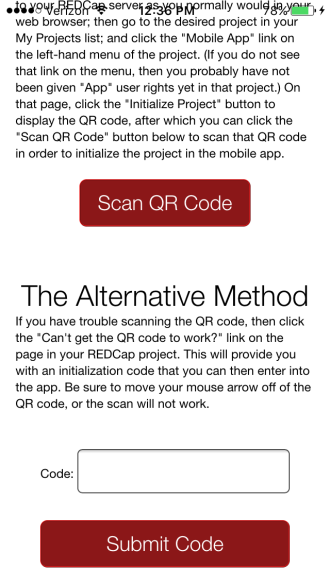 to your REDCap server as you normally would in your
●●●●○ Verizon 12:36 PM 78%
web browser; then go to the desired project in your
My Projects list; and click the "Mobile App" link on
the left-hand menu of the project. (If you do not see
that link on the menu, then you probably have not
been given "App" user rights yet in that project.) On
that page, click the "Initialize Project" button to
display the QR code, after which you can click the
"Scan QR Code" button below to scan that QR code
in order to initialize the project in the mobile app.
Scan QR Code
The Alternative Method
If you have trouble scanning the QR code, then click
the "Can't get the QR code to work?" link on the
page in your REDCap project. This will provide you
with an initialization code that you can then enter into
the app. Be sure to move your mouse arrow off of the
QR code, or the scan will not work.
Code:
Submit Code